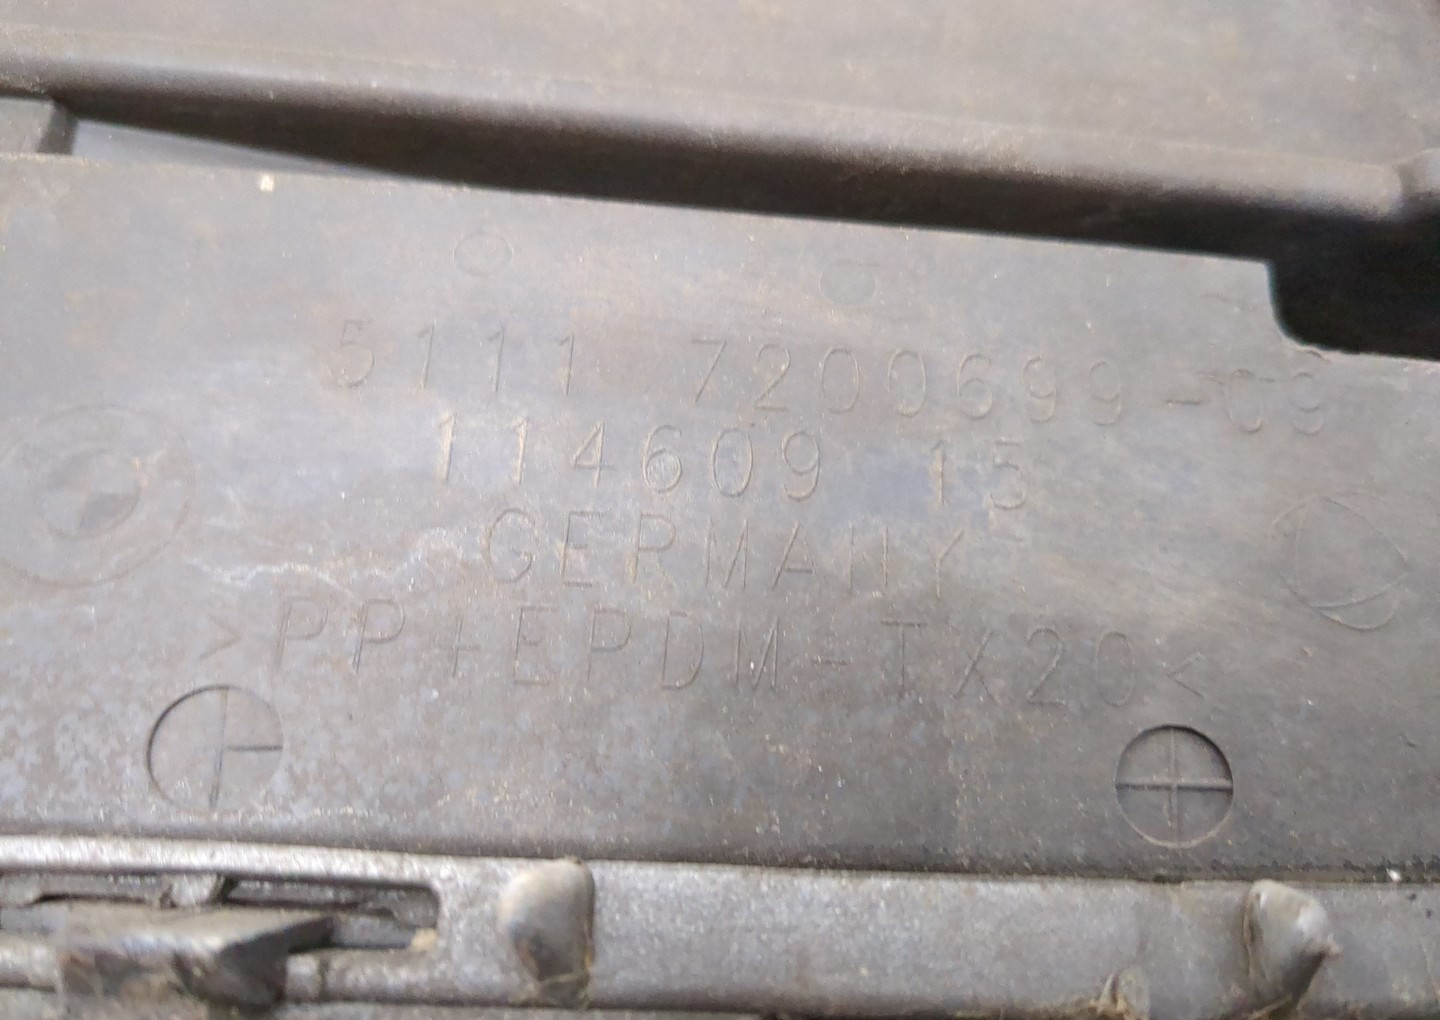 5111 7200699-09
114609 15
GERMANY
>PP+EPDM-TX20<